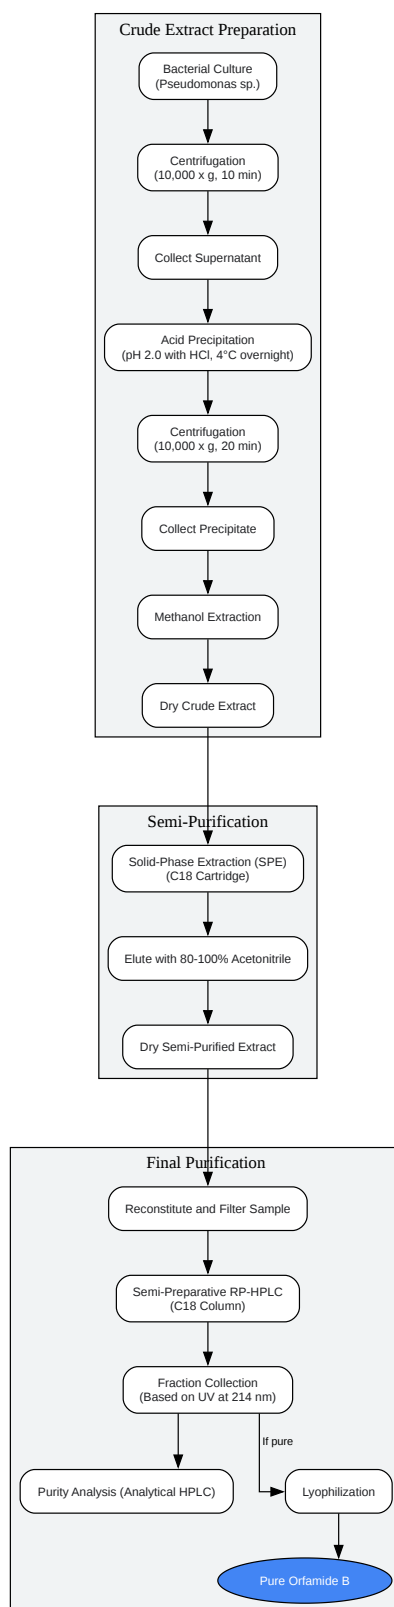 Crude Extract Preparation
Bacterial Culture
(Pseudomonas sp.)
Centrifugation
(10,000 x g, 10 min)
Collect Supernatant
Acid Precipitation
(pH 2.0 with HCl, 4°C overnight)
Centrifugation
(10,000 x g, 20 min)
Collect Precipitate
Methanol Extraction
Dry Crude Extract
Semi-Purification
Solid-Phase Extraction (SPE)
(C18 Cartridge)
Elute with 80-100% Acetonitrile
Dry Semi-Purified Extract
Final Purification
Reconstitute and Filter Sample
Semi-Preparative RP-HPLC
(C18 Column)
Fraction Collection
(Based on UV at 214 nm)
If pure
Purity Analysis (Analytical HPLC)
Lyophilization
Pure Orfamide B